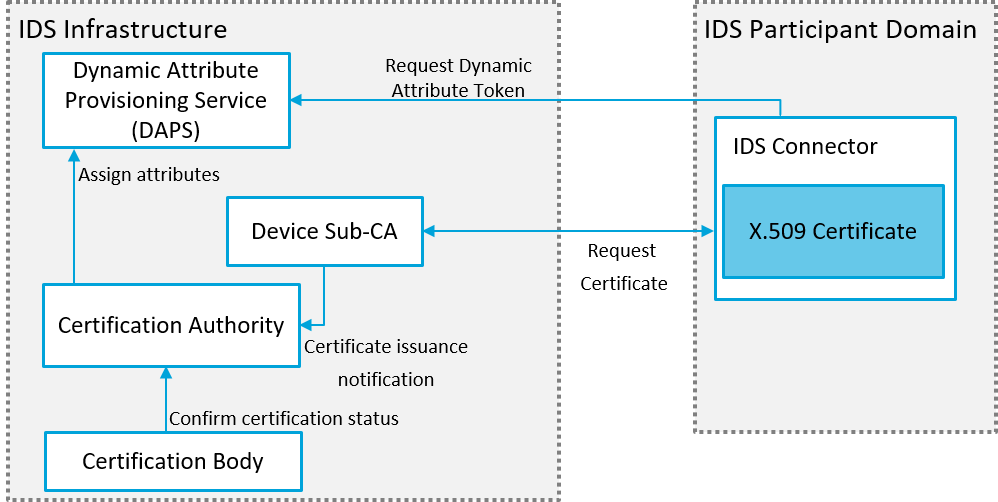 IDS Infrastructure
Dynamic Attribute
Provisioning Service
(DAPS)
Request Dynamic
Attribute Token
Assign attributes
Device Sub-CA
Certification Authority
Certificate issuance
notification
Confirm certification status
Certification Body
Request
Certificate
IDS Participant Domain
IDS Connector
X.509 Certificate